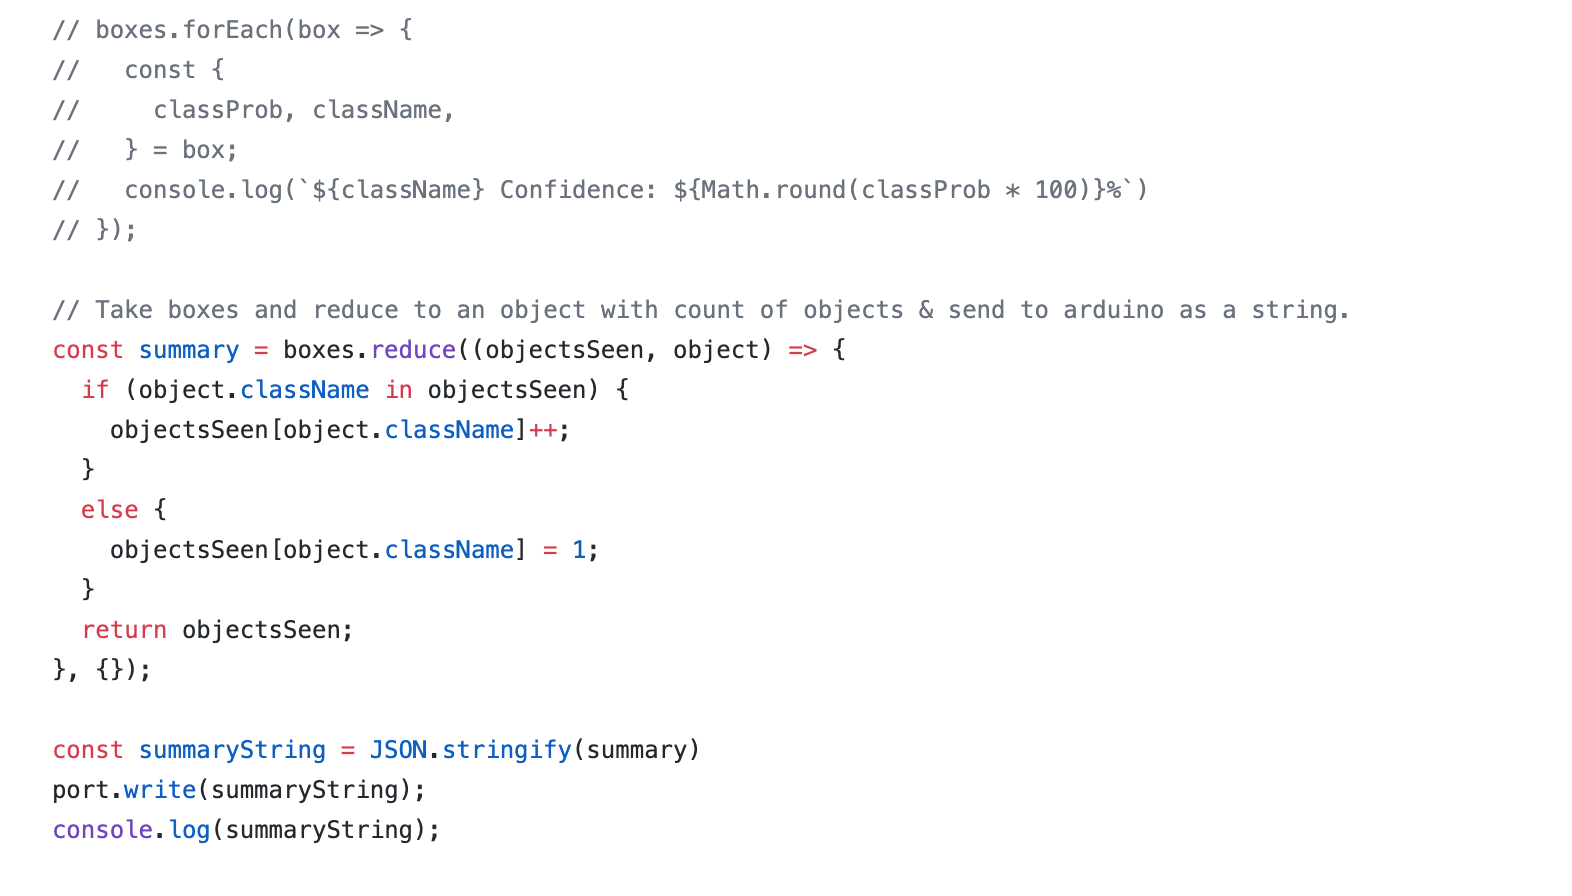 // boxes.forEach(box => {
//   const {
//     classProb, className,
//   } = box;
//   console.log(`${className} Confidence: ${Math.round(classProb * 100)}%`)
// });

// Take boxes and reduce to an object with count of objects & send to arduino as a string.
const summary = boxes.reduce((objectsSeen, object) => {
  if (object.className in objectsSeen) {
    objectsSeen[object.className]++;
  }
  else {
    objectsSeen[object.className] = 1;
  }
  return objectsSeen;
}, {});

const summaryString = JSON.stringify(summary)
port.write(summaryString);
console.log(summaryString);